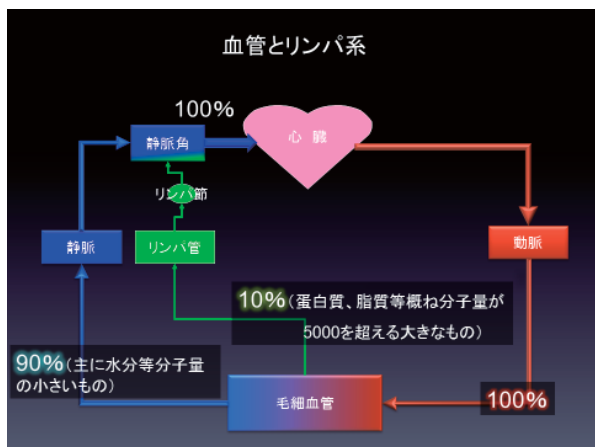 血管とリンパ系
100%
心臓
静脈角
リンパ節
静脈
リンパ管
動脈
10%(蛋白質、脂質等概ね分子量が
5000を超える大きなもの)
90%(主に水分等分子量
の小さいもの)
毛細血管
100%